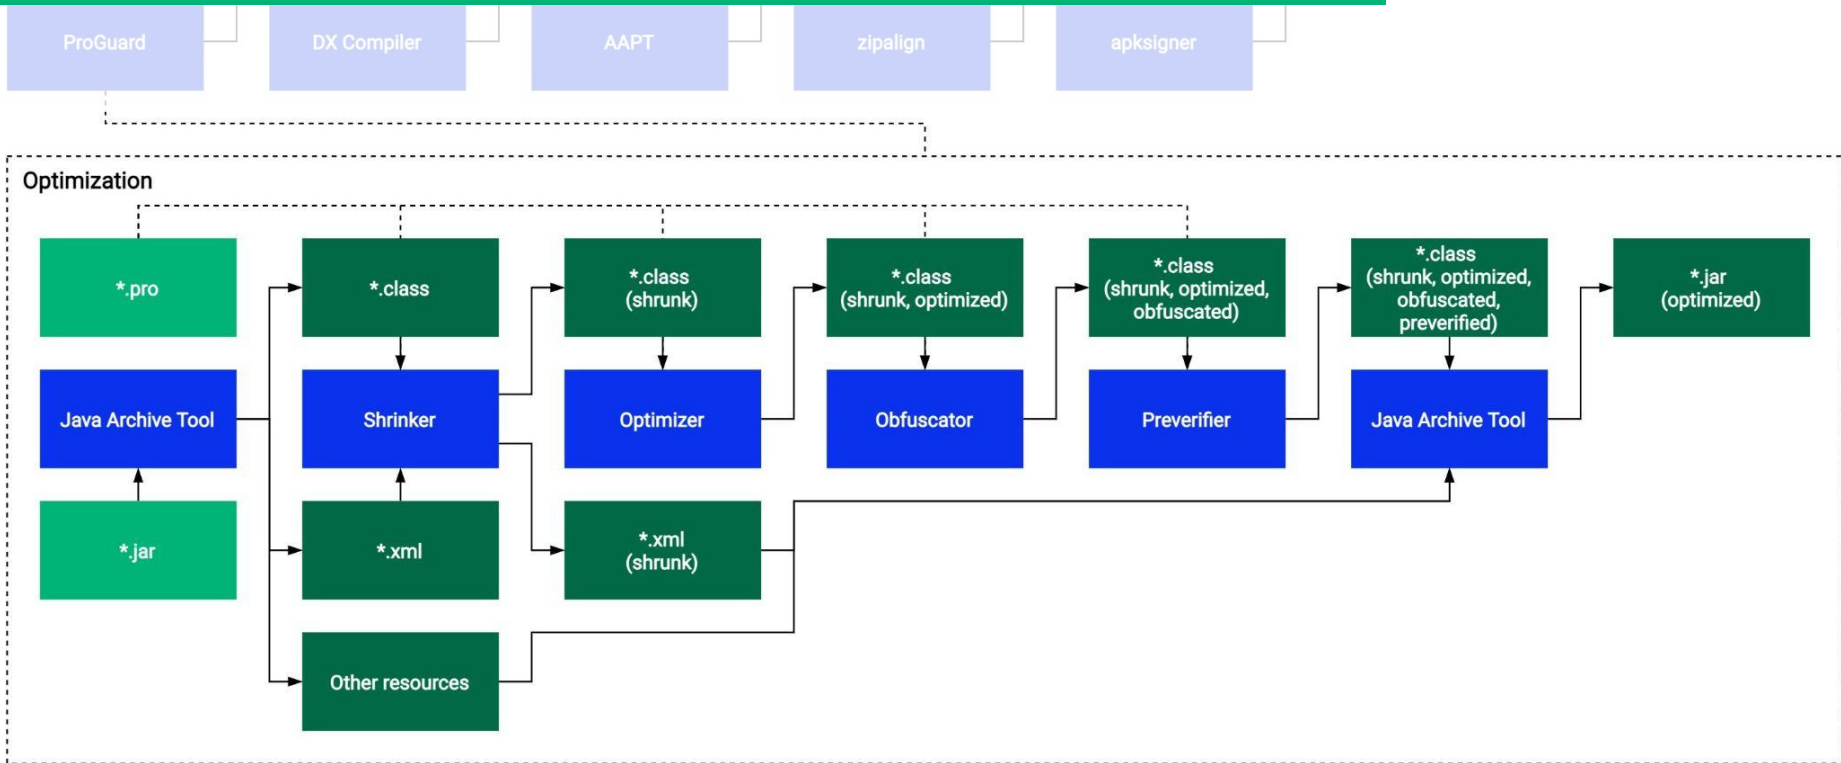 ProGuard
DX Compiler
AAPT
zipalign
apksigner
Optimization
*.pro
*.class
*.class
(shrunk)
*.class
(shrunk, optimized)
*.class
(shrunk, optimized,
obfuscated)
*.class
(shrunk, optimized,
obfuscated,
preverified)
*.jar
(optimized)
Java Archive Tool
Shrinker
Optimizer
Obfuscator
Preverifier
Java Archive Tool
*.jar
*.xml
*.xml
(shrunk)
Other resources